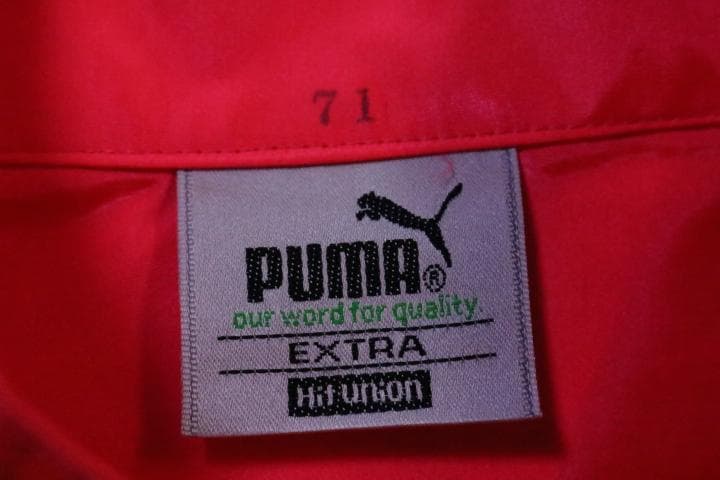 71
PUMA®
our word for quality.
EXTRA
Hit union